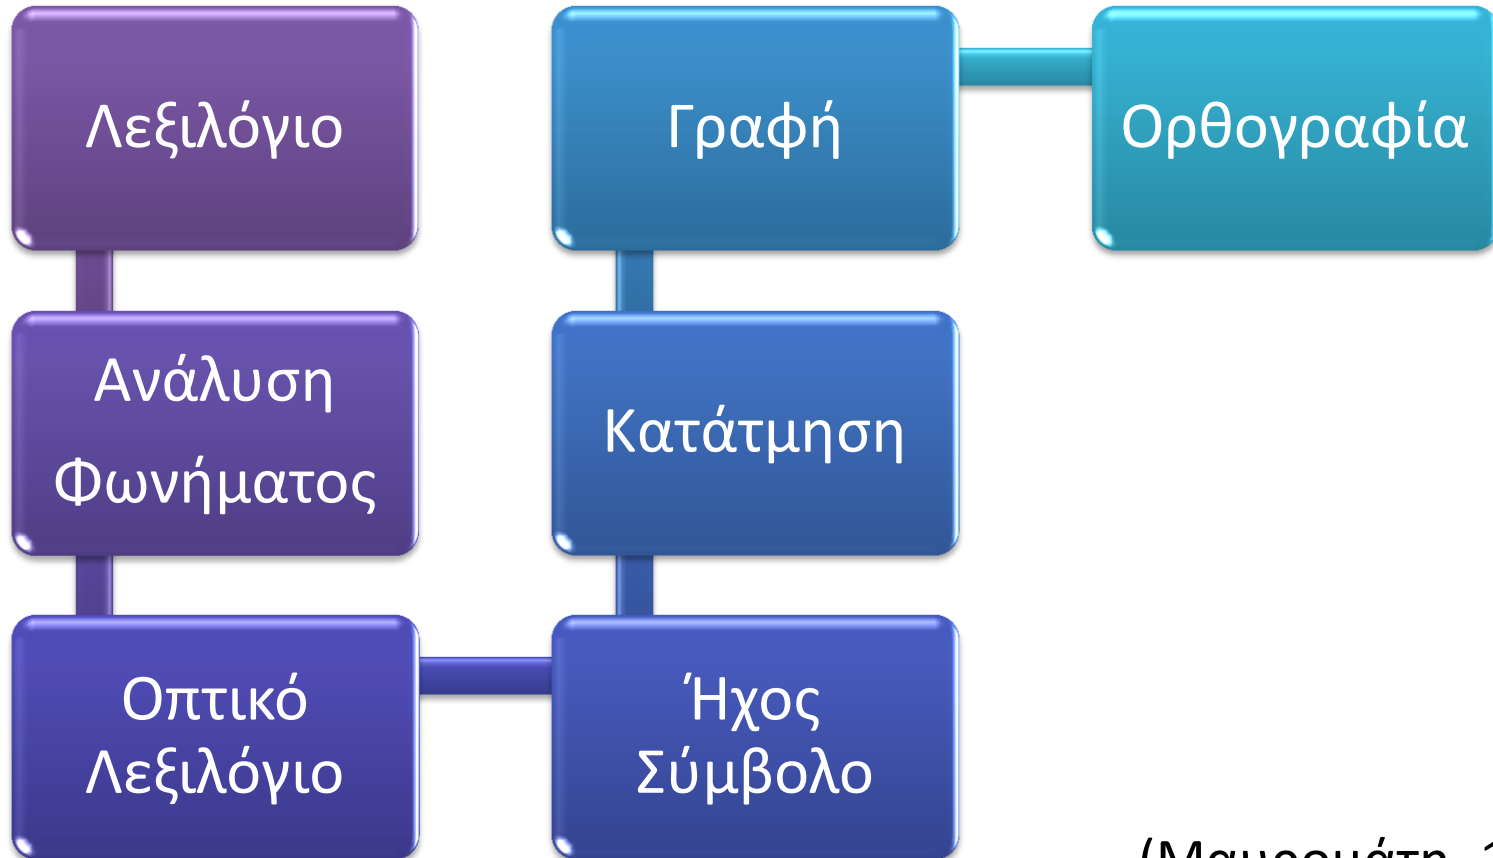 Λεξιλόγιο
Ανάλυση
Φωνήματος
Οπτικό
Λεξιλόγιο
Ήχος
Σύμβολο
Κατάτμηση
Γραφή
Ορθογραφία